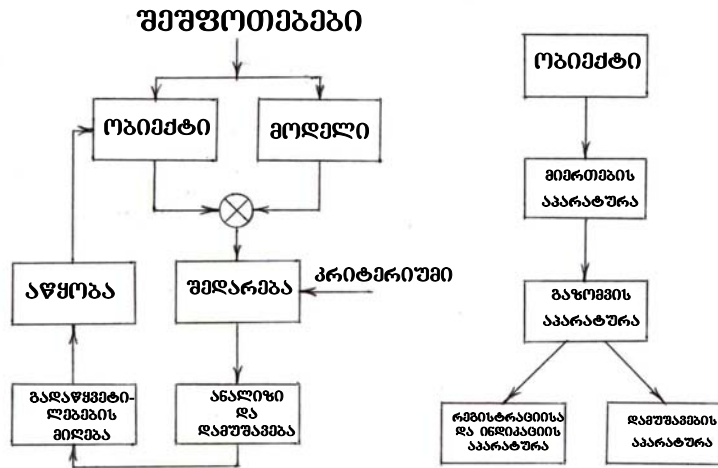 შეშფოთებები
ობიექტი
მოდელი
შედარება
კრიტერიუმი
ანალიზი
და
დამუშავება
გადაწყვეტი-
ლებების
მიღება
აწყობა
ობიექტი
მიერთების
აპარატურა
გაზომვის
აპარატურა
რეგისტრაციისა
და ინდიკაციის
აპარატურა
დამუშავების
აპარატურა